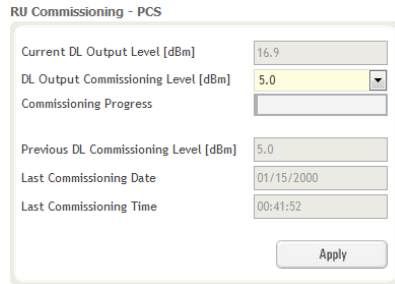 RU Commissioning - PCS
Current DL Output Level [dBm] 16.9
DL Output Commissioning Level [dBm] 5.0
Commissioning Progress
Previous DL Commissioning Level [dBm] 5.0
Last Commissioning Date 01/15/2000
Last Commissioning Time 00:41:52
Apply